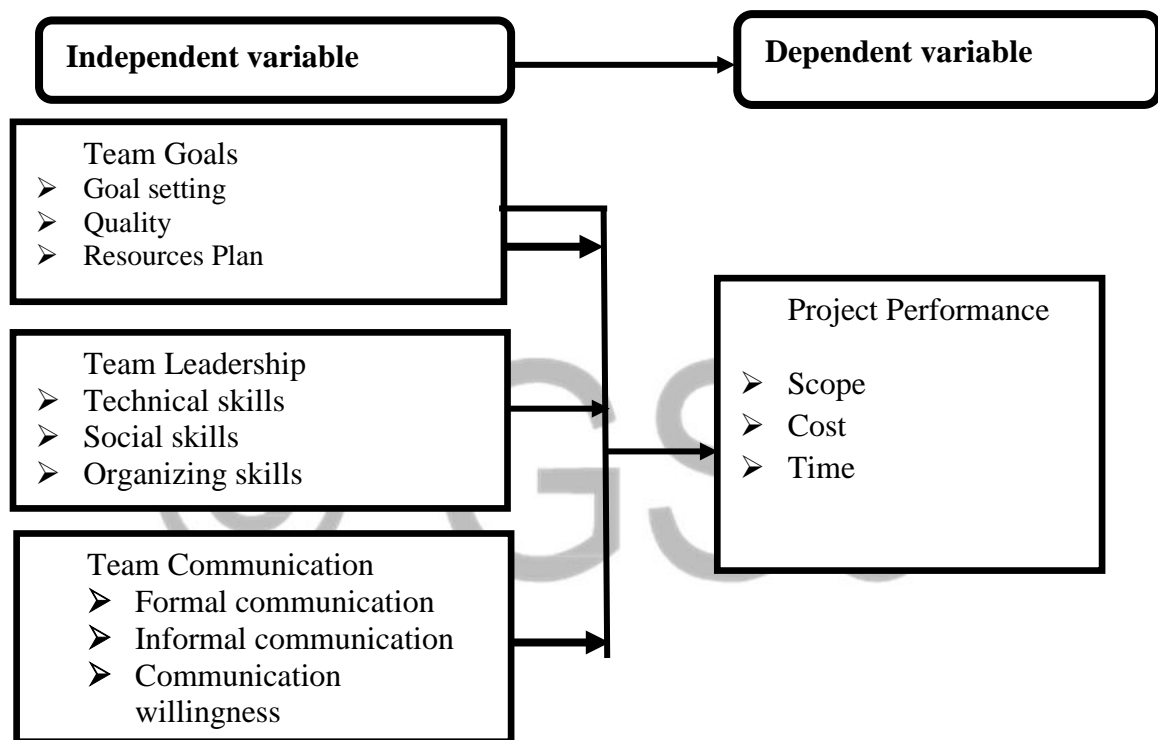 Independent variable
Dependent variable
Team Goals
➢ Goal setting
➢ Quality
➢ Resources Plan
Team Leadership
➢ Technical skills
➢ Social skills
➢ Organizing skills
Team Communication
➢ Formal communication
➢ Informal communication
➢ Communication
willingness
Project Performance
➢ Scope
➢ Cost
➢ Time